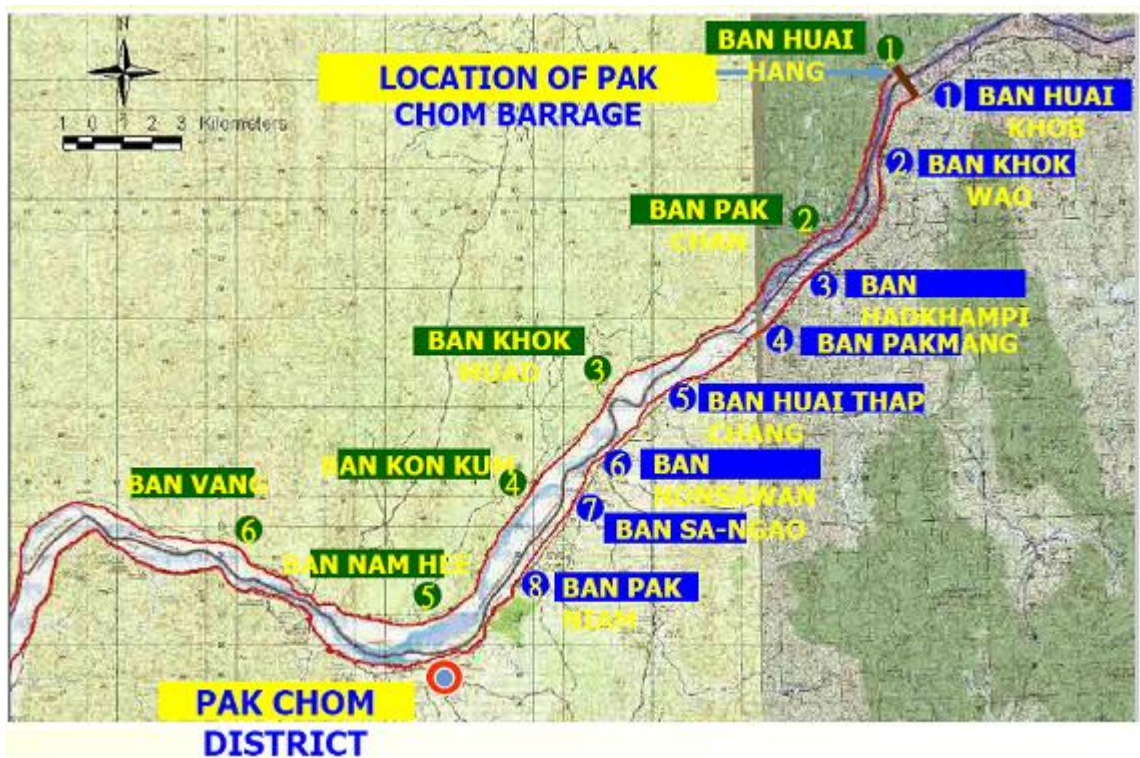 BAN HUAI
HANG
1
LOCATION OF PAK
CHOM BARRAGE
1 BAN HUAI
KHOB
1 0 1 2 3 Kilometers
2 BAN KHOK
WAO
BAN PAK
CHAN
2
3 BAN
HADKHAMPI
4 BAN PAKMANG
BAN KHOK
MUAD
3
5 BAN HUAI THAP
CHANG
6 BAN
NONSAWAN
BAN KON KUM
4
BAN VANG
6
7
BAN SA-NGAO
BAN NAM HEE
5
8 BAN PAK
NIAM
PAK CHOM
DISTRICT